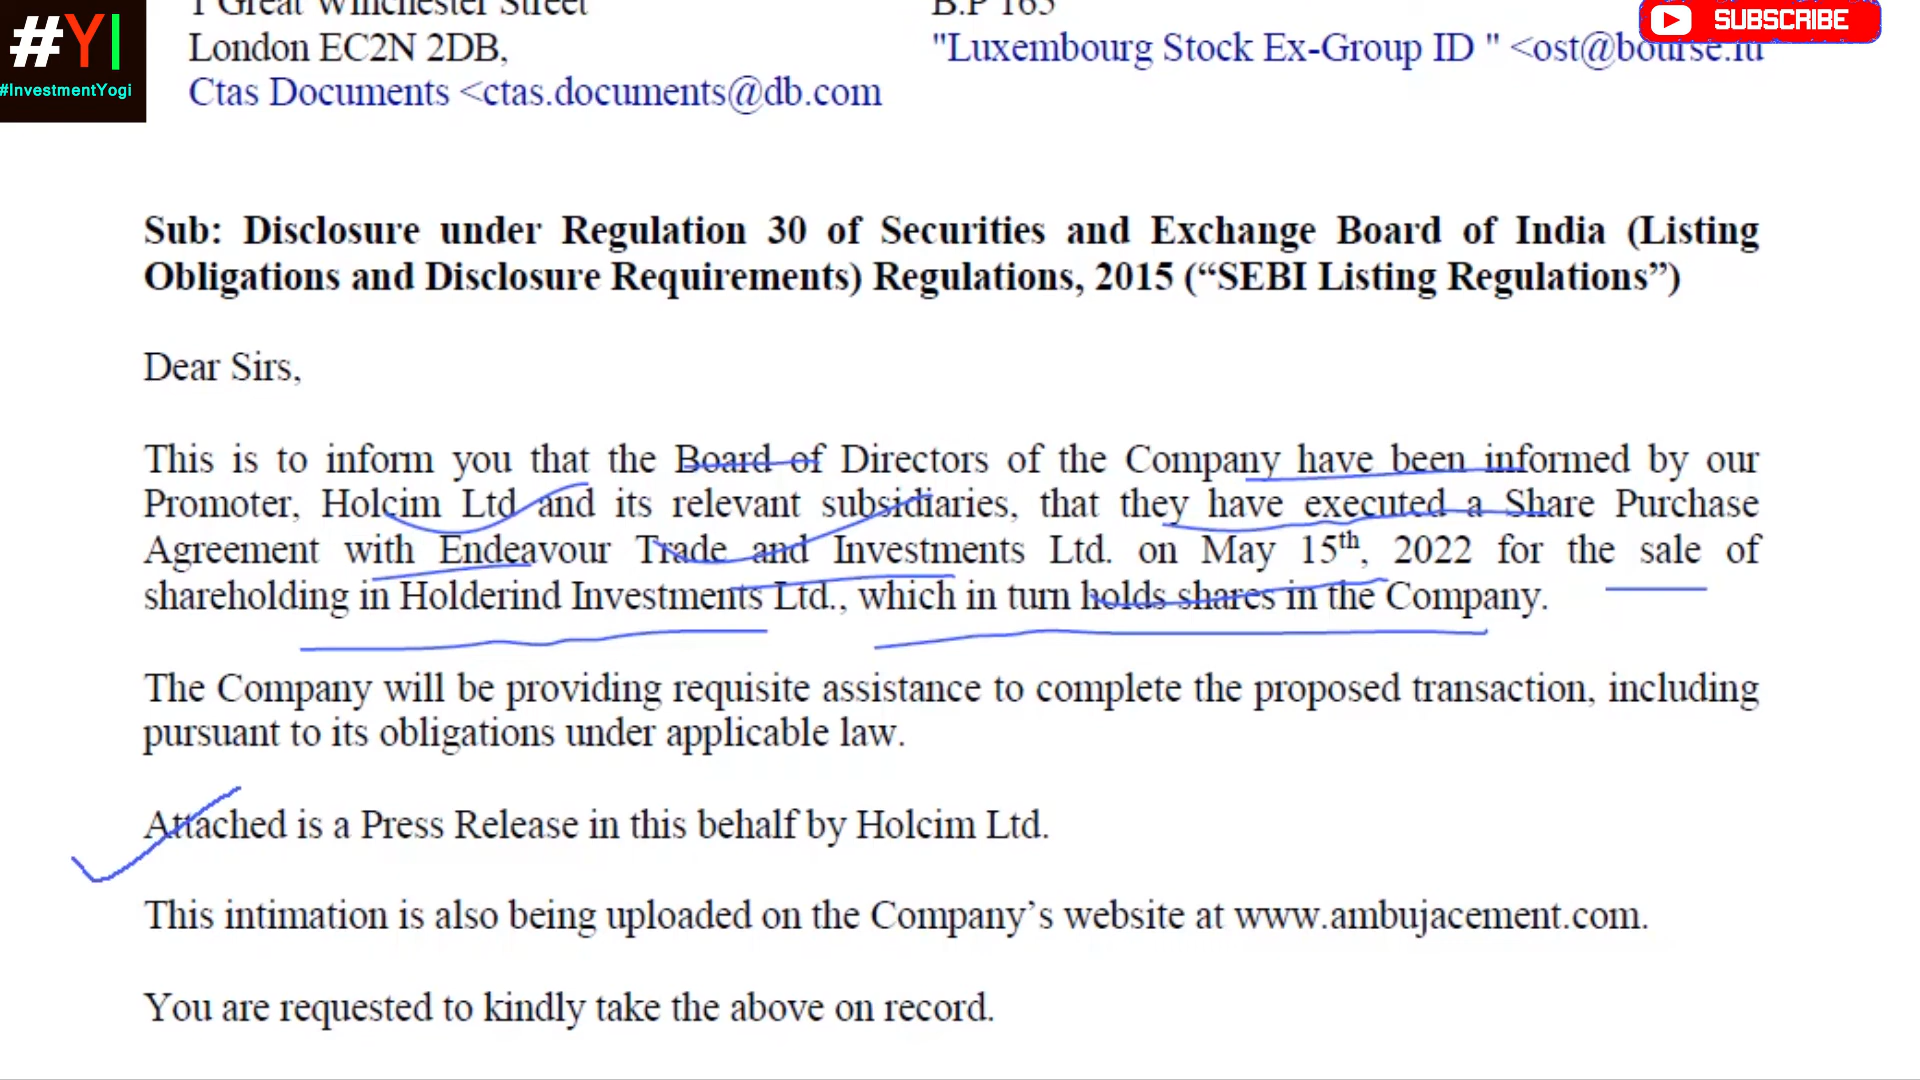 #YI
#InvestmentYogi
SUBSCRIBE
1 Great Winchester Street
London EC2N 2DB,
Ctas Documents <ctas.documents@db.com
B.P 165
"Luxembourg Stock Ex-Group ID " <ost@bourse.lu
Sub: Disclosure under Regulation 30 of Securities and Exchange Board of India (Listing
Obligations and Disclosure Requirements) Regulations, 2015 (“SEBI Listing Regulations”)
Dear Sirs,
This is to inform you that the Board of Directors of the Company have been informed by our
Promoter, Holcim Ltd and its relevant subsidiaries, that they have executed a Share Purchase
Agreement with Endeavour Trade and Investments Ltd. on May 15th, 2022 for the sale of
shareholding in Holderind Investments Ltd., which in turn holds shares in the Company.
The Company will be providing requisite assistance to complete the proposed transaction, including
pursuant to its obligations under applicable law.
Attached is a Press Release in this behalf by Holcim Ltd.
This intimation is also being uploaded on the Company’s website at www.ambujacement.com.
You are requested to kindly take the above on record.